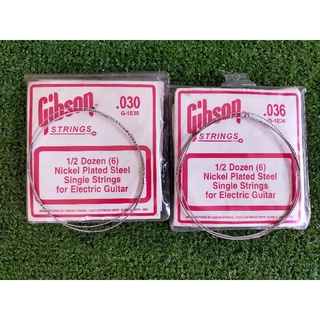 Gibson
STRINGS
.030
G-1E30
1/2 Dozen (6)
Nickel Plated Steel
Single Strings
for Electric Guitar
Gibson
STRINGS
.036
G-1E36
1/2 Dozen (6)
Nickel Plated Steel
Single Strings
for Electric Guitar